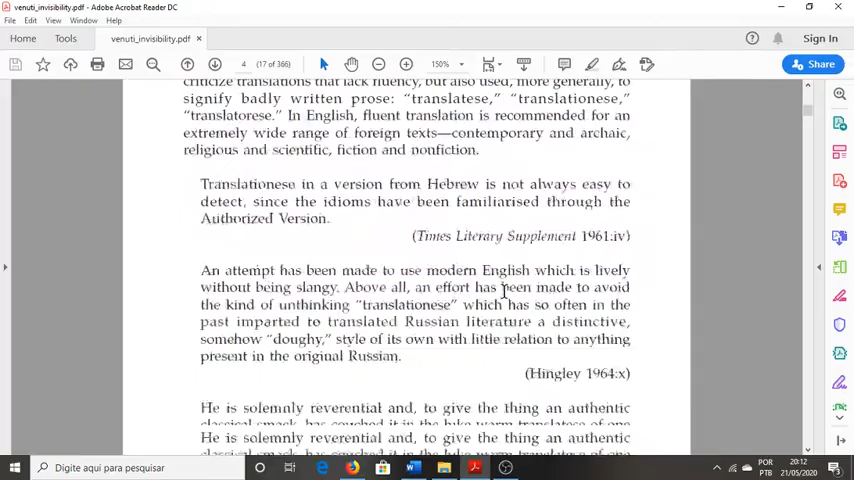 venuti_invisibility.pdf - Adobe Acrobat Reader DC
File Edit View Window Help
Home Tools venuti_invisibility.pdf × Sign In
4 (17 of 366) 150% Share
criticize translations that lack fluency, but also used, more generally, to
signify badly written prose: “translatese,” “translationese,”
“translatorese.” In English, fluent translation is recommended for an
extremely wide range of foreign texts—contemporary and archaic,
religious and scientific, fiction and nonfiction.
Translationese in a version from Hebrew is not always easy to
detect, since the idioms have been familiarised through the
Authorized Version.
(Times Literary Supplement 1961:iv)
An attempt has been made to use modern English which is lively
without being slangy. Above all, an effort has been made to avoid
the kind of unthinking “translationese” which has so often in the
past imparted to translated Russian literature a distinctive,
somehow “doughy,” style of its own with little relation to anything
present in the original Russian.
(Hingley 1964:x)
He is solemnly reverential and, to give the thing an authentic
He is solemnly reverential and, to give the thing an authentic
Digite aqui para pesquisar
POR
PTB
20:12
21/05/2020